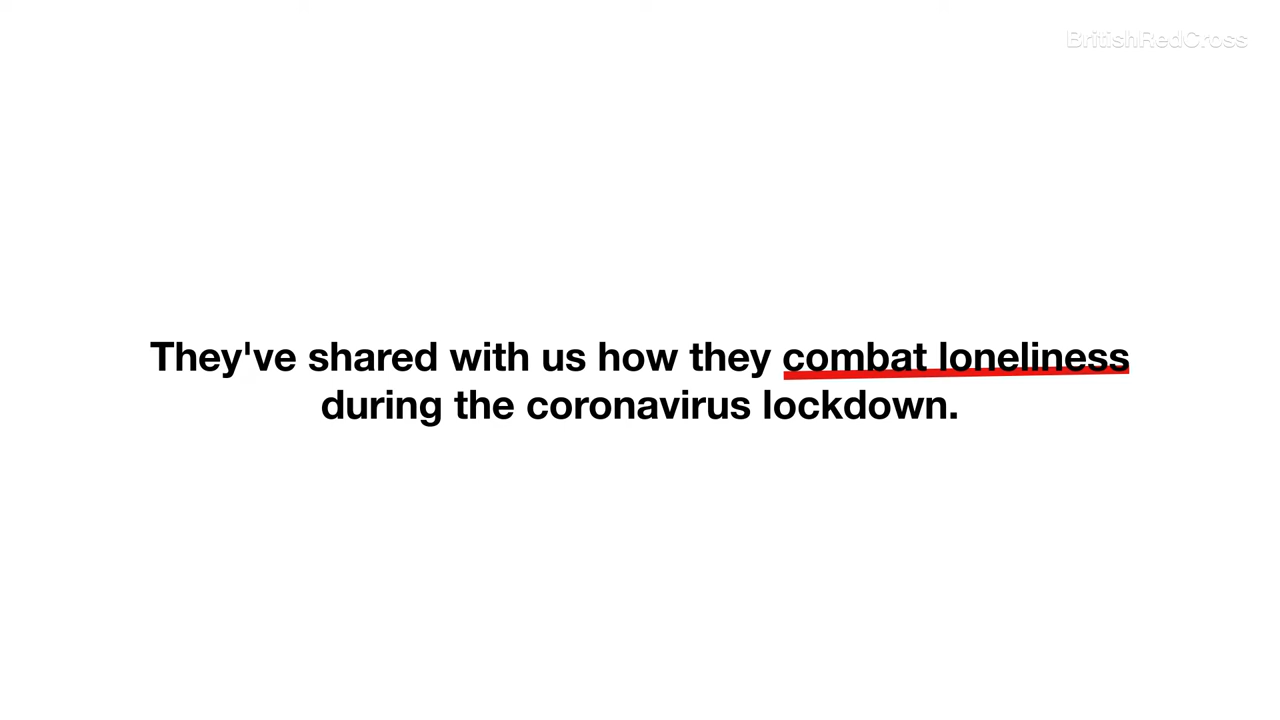 BritishRedCross
They've shared with us how they combat loneliness
during the coronavirus lockdown.